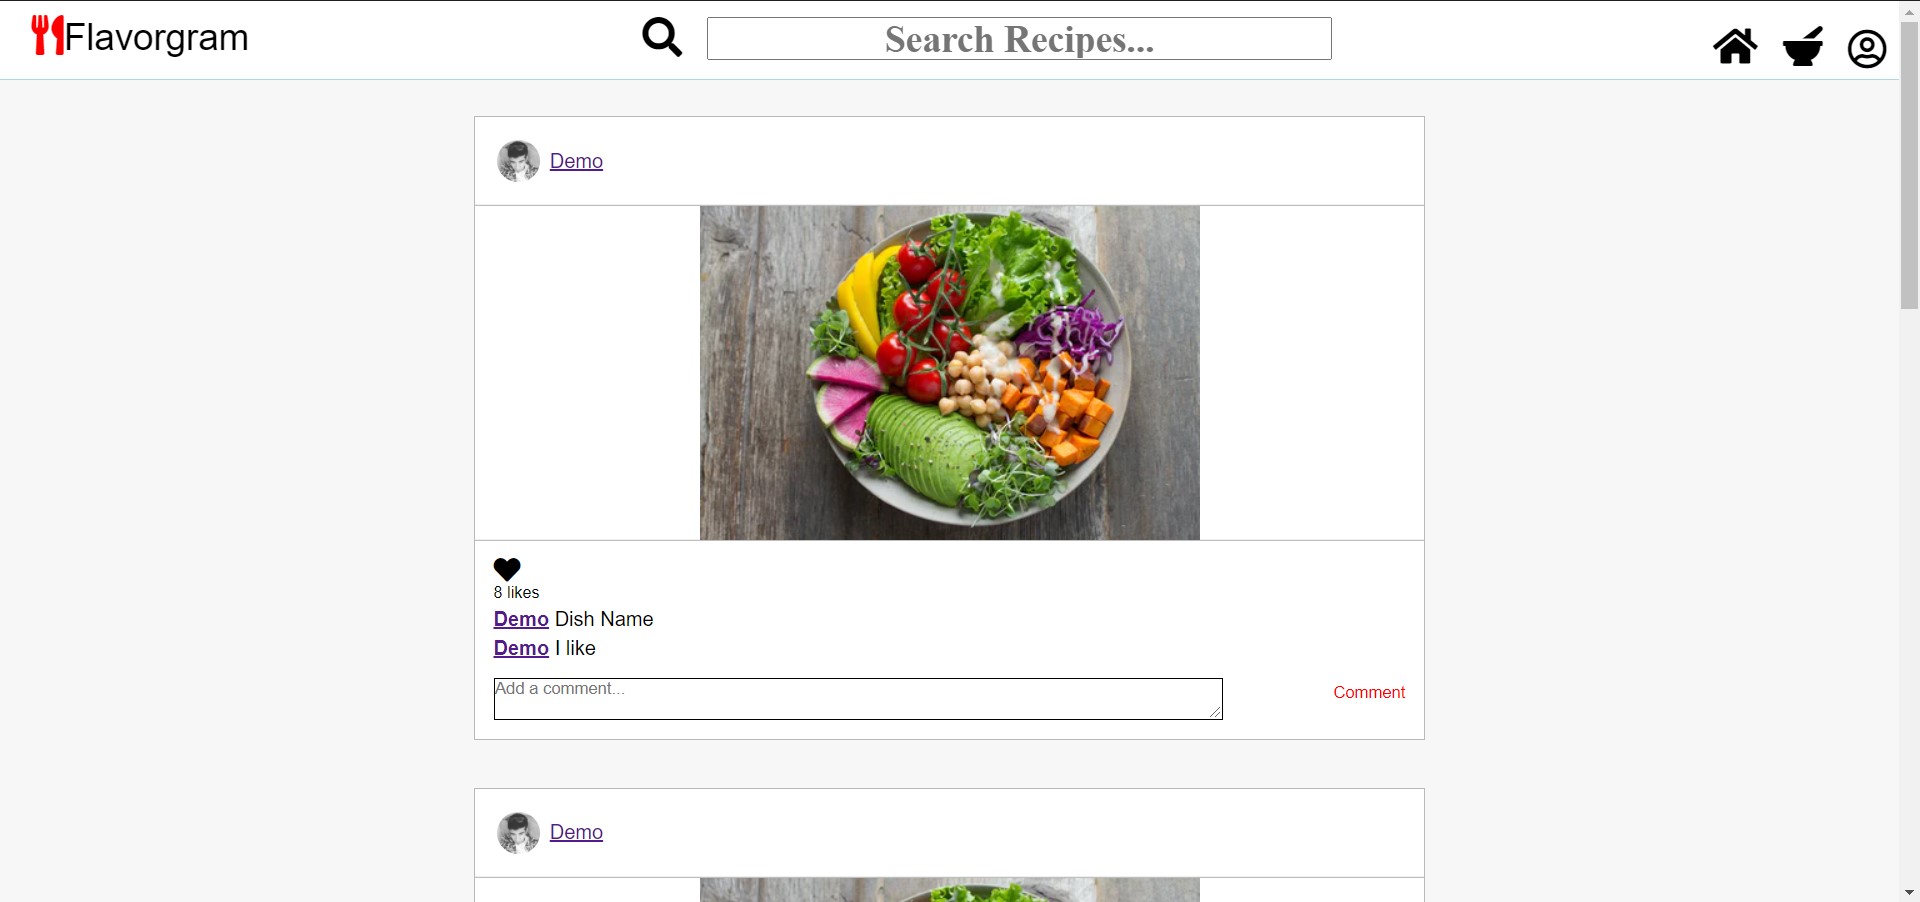 Flavorgram
Search Recipes...
Demo
8 likes
Demo Dish Name
Demo I like
Add a comment...
Comment
Demo